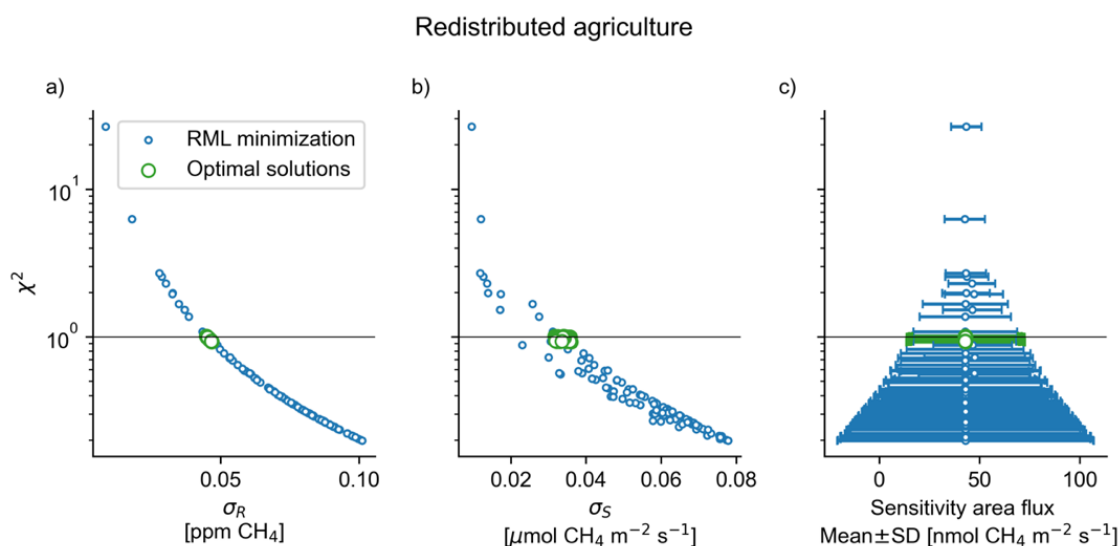 Redistributed agriculture
a)
b)
c)
RML minimization
Optimal solutions
10¹
10⁰
χ²
0.05
0.10
σ_R
[ppm CH₄]
0.02
0.04
0.06
0.08
σ_S
[μmol CH₄ m⁻² s⁻¹]
0
50
100
Sensitivity area flux
Mean±SD [nmol CH₄ m⁻² s⁻¹]